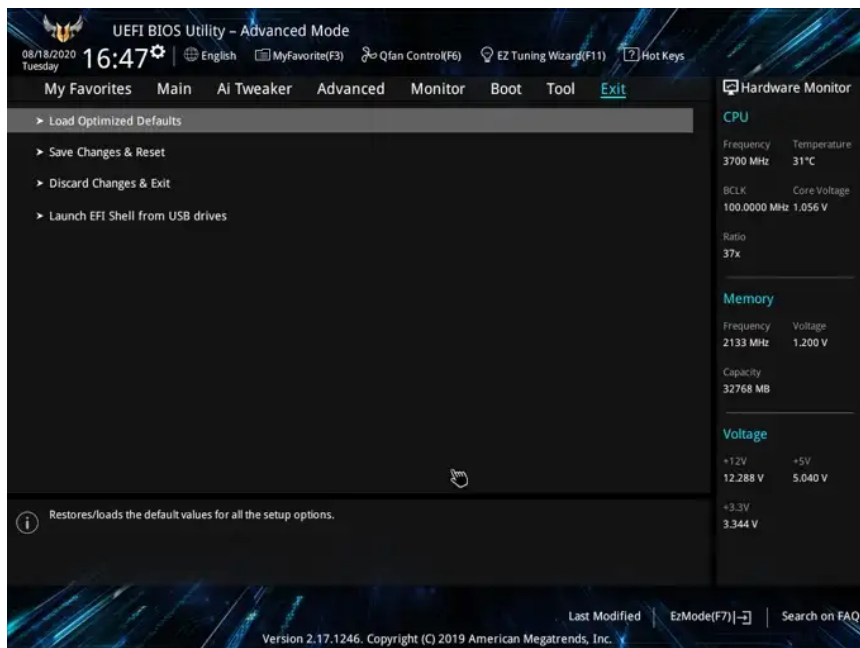 UEFI BIOS Utility – Advanced Mode
08/18/2020
Tuesday
16:47
English
MyFavorite(F3)
Qfan Control(F6)
EZ Tuning Wizard(F11)
? Hot Keys
My Favorites Main Ai Tweaker Advanced Monitor Boot Tool Exit
Load Optimized Defaults
Save Changes & Reset
Discard Changes & Exit
Launch EFI Shell from USB drives
Restores/loads the default values for all the setup options.
Hardware Monitor
CPU
Frequency Temperature
3700 MHz 31°C
BCLK Core Voltage
100.0000 MHz 1.056 V
Ratio
37x
Memory
Frequency Voltage
2133 MHz 1.200 V
Capacity
32768 MB
Voltage
+12V +5V
12.288 V 5.040 V
+3.3V
3.344 V
Last Modified
EzMode(F7)
Search on FAQ
Version 2.17.1246. Copyright (C) 2019 American Megatrends, Inc.